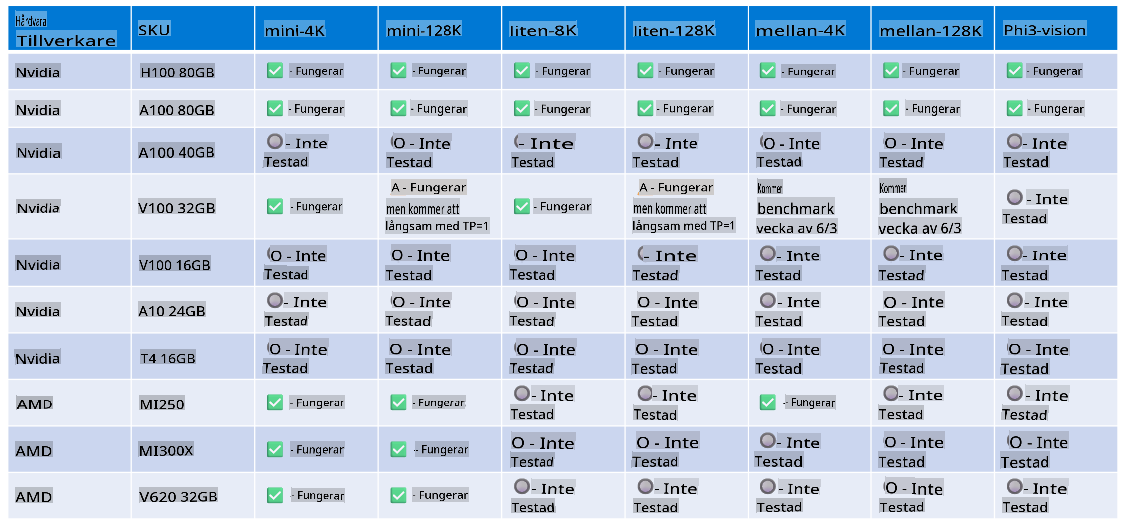 Hårdvara
Tillverkare SKU mini-4K mini-128K liten-8K liten-128K mellan-4K mellan-128K Phi3-vision
Nvidia H100 80GB ✅ - Fungerar ✅ - Fungerar ✅ - Fungerar ✅ - Fungerar ✅ - Fungerar ✅ - Fungerar ✅ - Fungerar
Nvidia A100 80GB ✅ - Fungerar ✅ - Fungerar ✅ - Fungerar ✅ - Fungerar ✅ - Fungerar ✅ - Fungerar ✅ - Fungerar
Nvidia A100 40GB - Inte Testad O - Inte Testad (- Inte Testad - Inte Testad O - Inte Testad O - Inte Testad O - Inte Testad
Nvidia V100 32GB ✅ - Fungerar A - Fungerar men kommer att långsam med TP=1 ✅ - Fungerar A - Fungerar men kommer att långsam med TP=1 Kommer benchmark vecka av 6/3 Kommer benchmark vecka av 6/3 - Inte Testad
Nvidia V100 16GB O - Inte Testad O - Inte Testad O - Inte Testad (- Inte Testad - Inte Testad - Inte Testad - Inte Testad
Nvidia A10 24GB - Inte Testad O - Inte Testad O - Inte Testad O - Inte Testad - Inte Testad O - Inte Testad - Inte Testad
Nvidia T4 16GB O - Inte Testad O - Inte Testad O - Inte Testad O - Inte Testad O - Inte Testad O - Inte Testad O - Inte Testad
AMD MI250 ✅ - Fungerar ✅ - Fungerar - Inte Testad - Inte Testad ✅ - Fungerar - Inte Testad - Inte Testad
AMD MI300X ✅ - Fungerar ✅ - Fungerar O - Inte Testad O - Inte Testad - Inte Testad O - Inte Testad O - Inte Testad
AMD V620 32GB ✅ - Fungerar ✅ - Fungerar - Inte Testad - Inte Testad - Inte Testad O - Inte Testad - Inte Testad